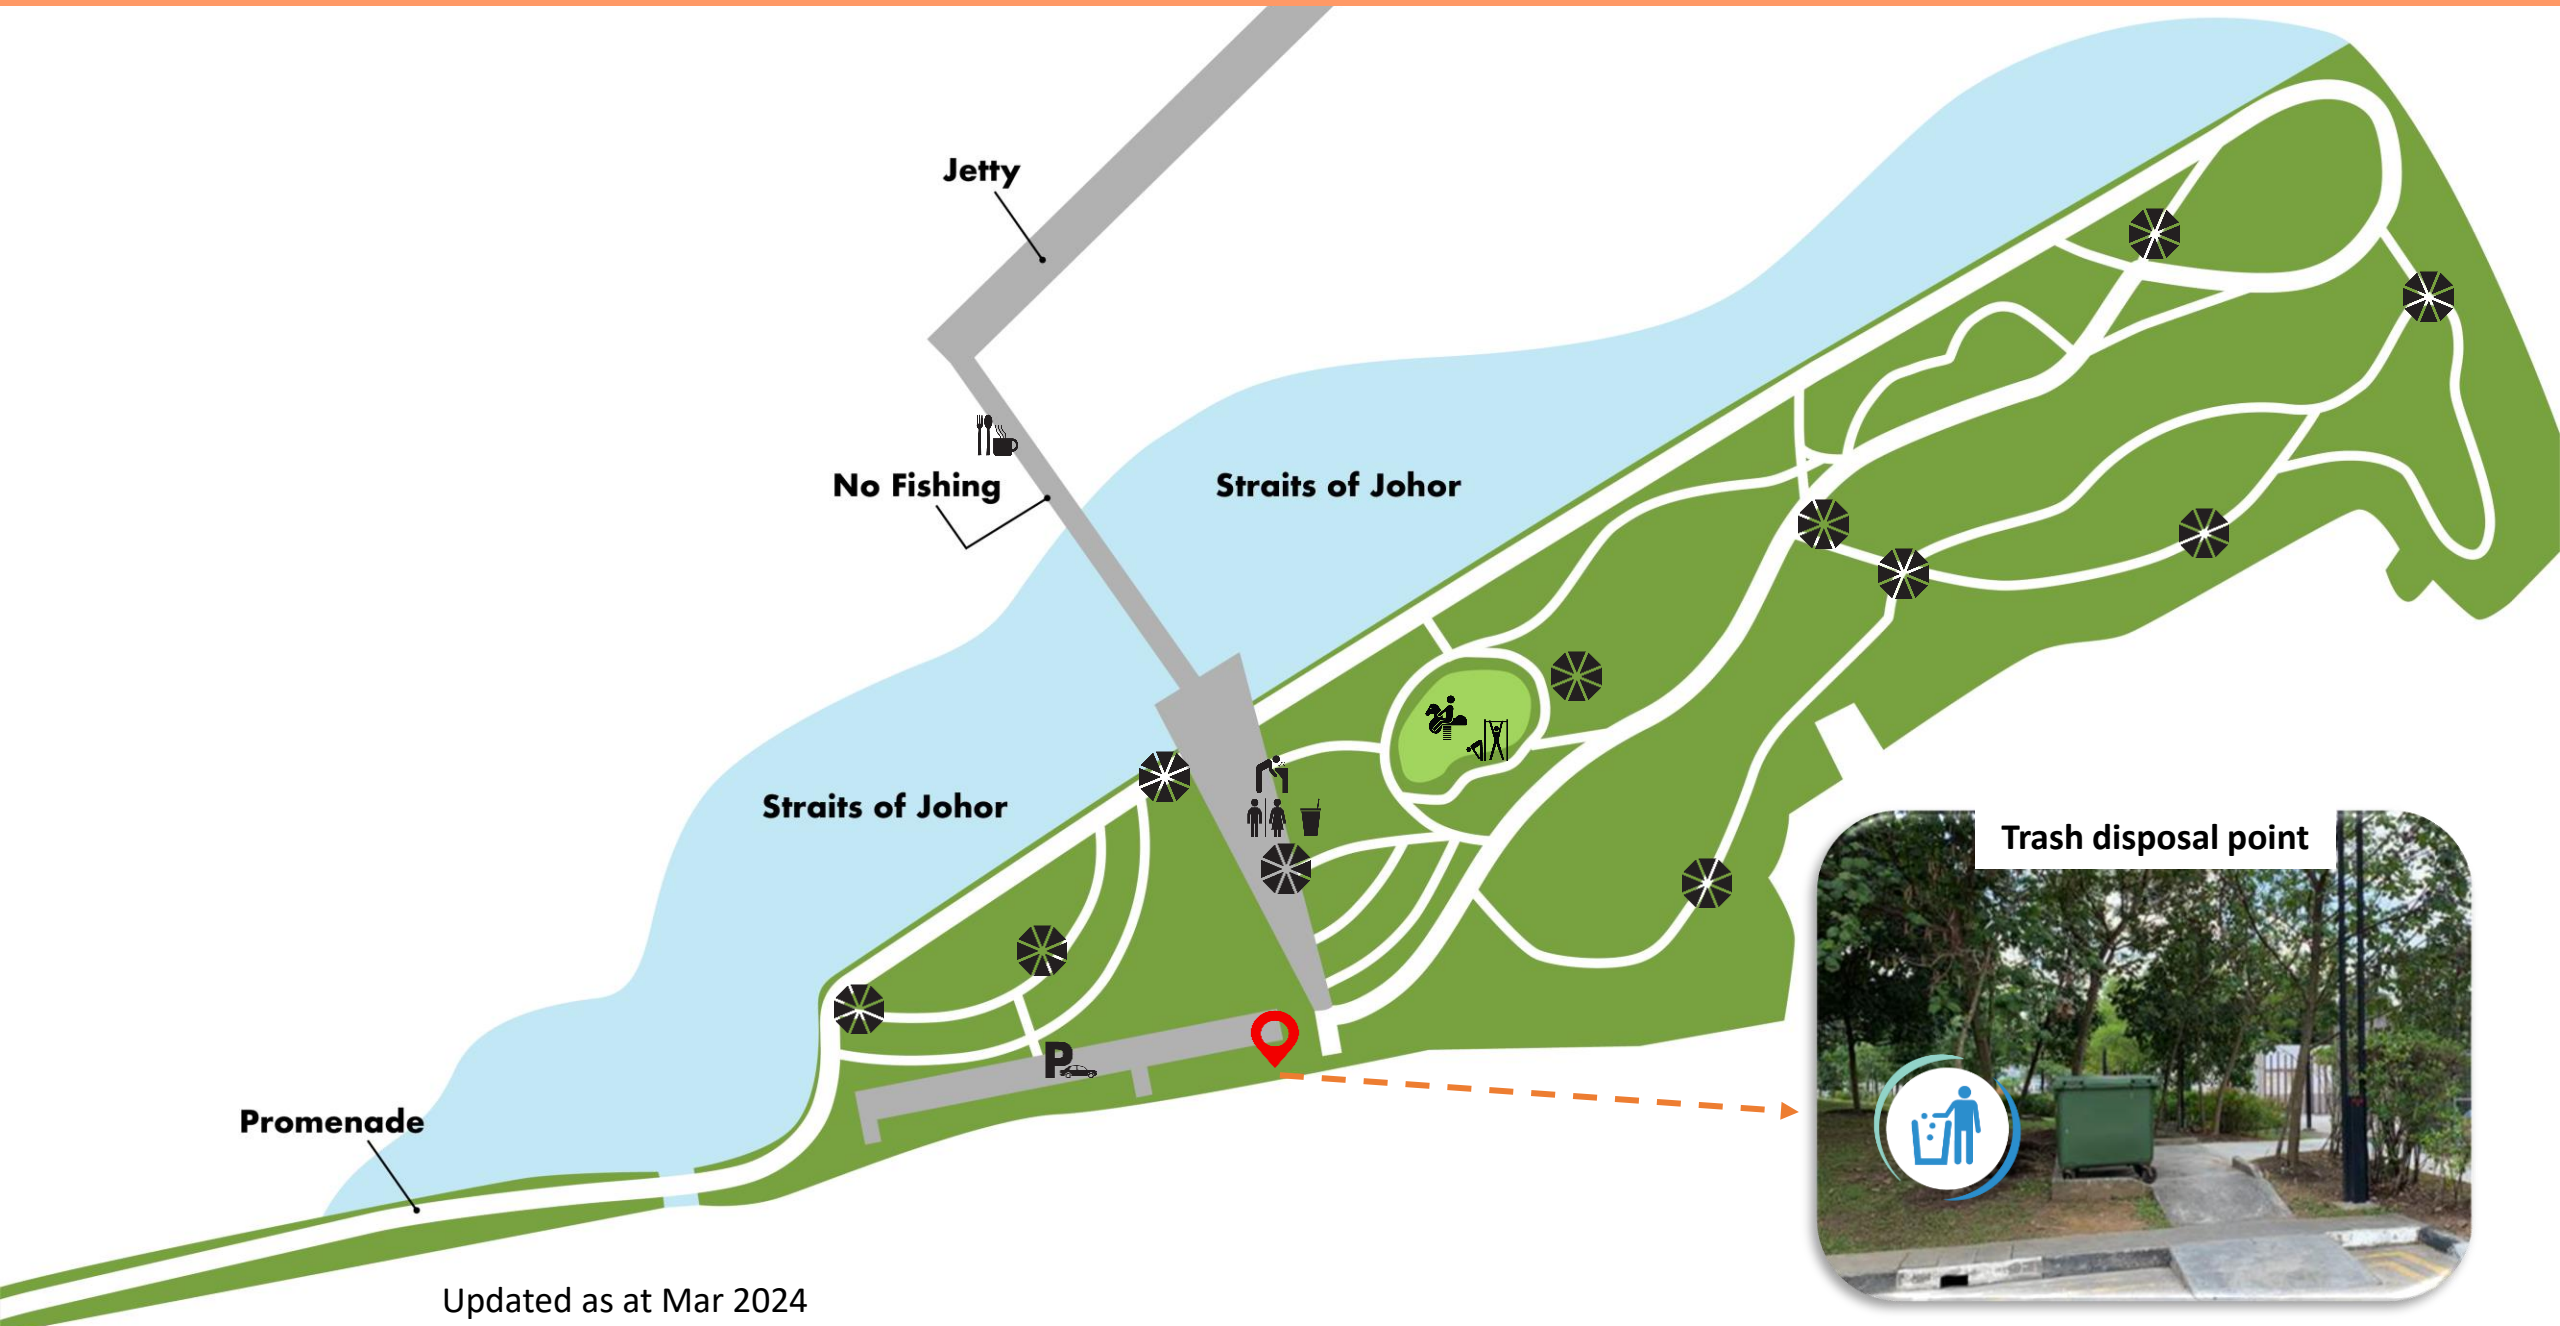 Jetty
No Fishing
Straits of Johor
Straits of Johor
Trash disposal point
P
Promenade
Updated as at Mar 2024